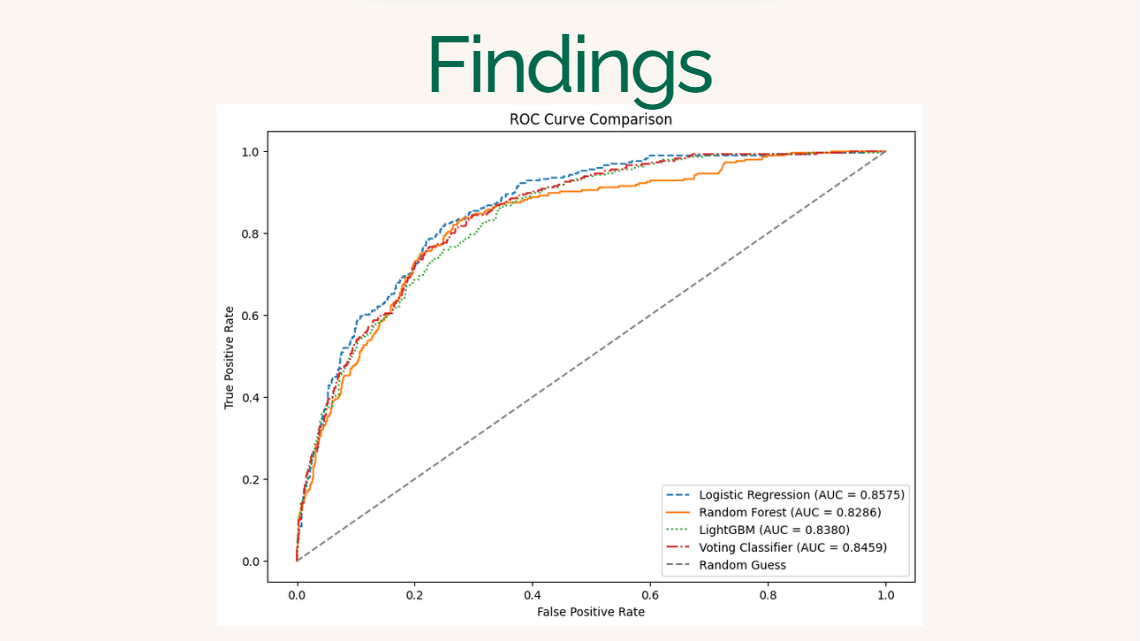 Findings
ROC Curve Comparison
True Positive Rate
1.0
0.8
0.6
0.4
0.2
0.0
Logistic Regression (AUC = 0.8575)
Random Forest (AUC = 0.8286)
LightGBM (AUC = 0.8380)
Voting Classifier (AUC = 0.8459)
Random Guess
0.0 0.2 0.4 0.6 0.8 1.0
False Positive Rate